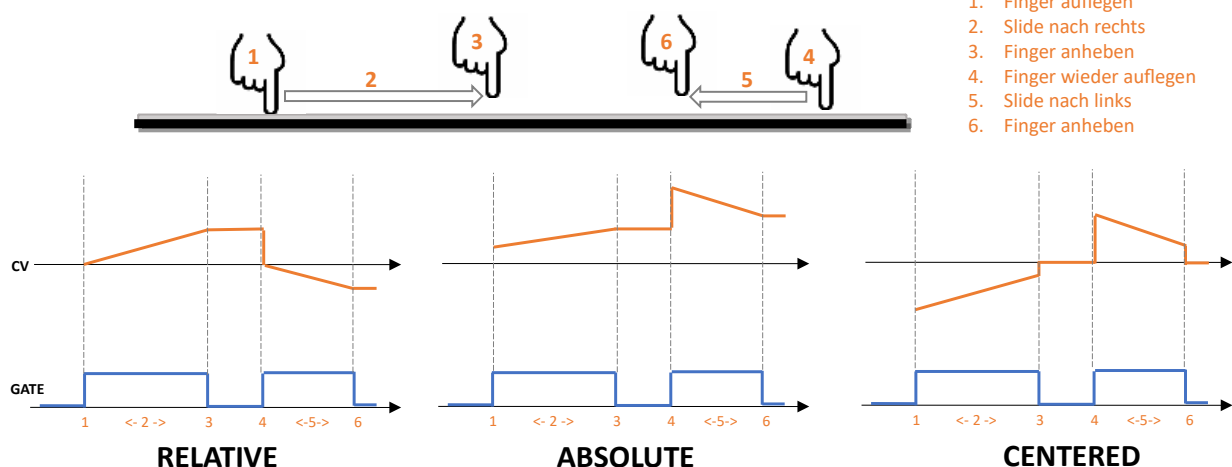 1. Finger auflegen
2. Slide nach rechts
3. Finger anheben
4. Finger wieder auflegen
5. Slide nach links
6. Finger anheben
1
2
3
6
5
4
CV
GATE
1 <- 2 -> 3 4 <-5-> 6
1 <- 2 -> 3 4 <-5-> 6
1 <- 2 -> 3 4 <-5-> 6
RELATIVE
ABSOLUTE
CENTERED